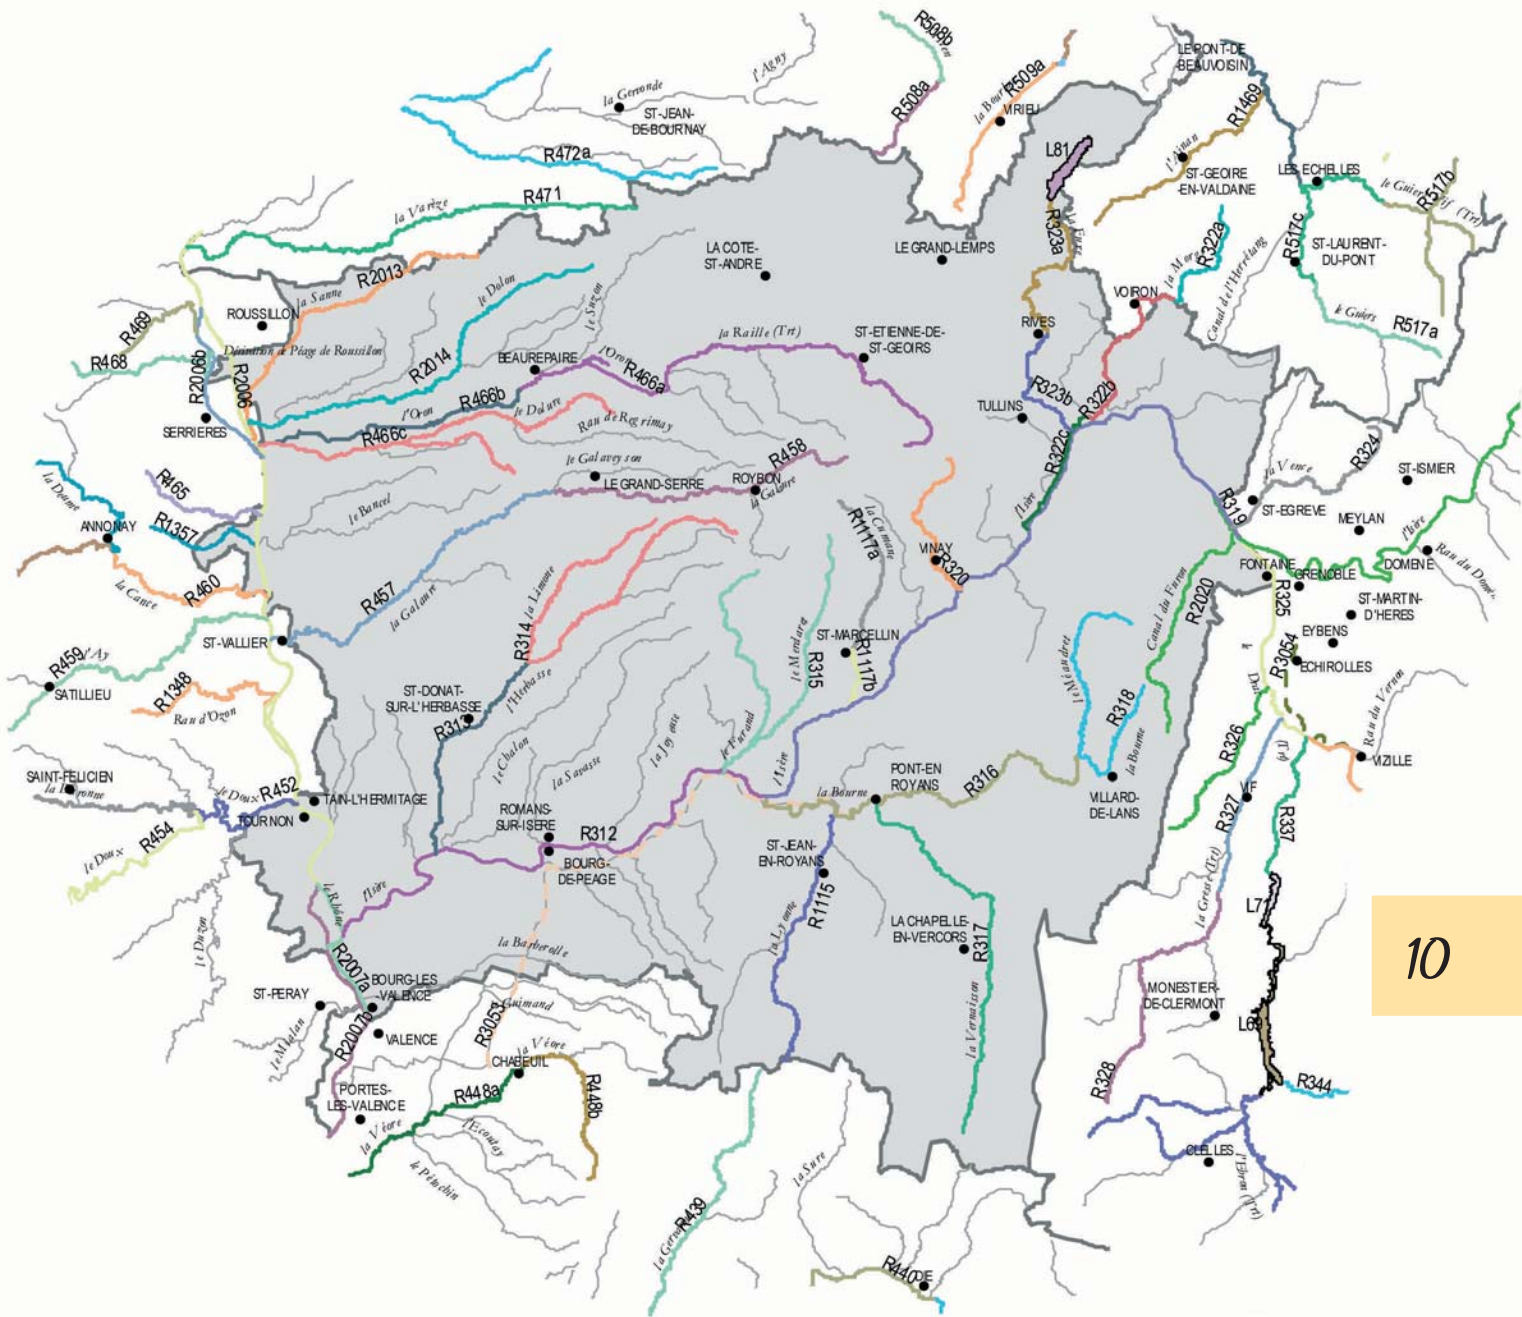 R508b
LE PONT-DE
BEAUVOISIN
l'Agny
la Gervonde
ST-JEAN-
DE-BOURNAY
R508a
R509a
VIRIEU
R1469
L81
l'Ainan
R472a
ST-GEOIRE
-EN-VALDAINE
LES ECHELLES
R517b
R471
la Varèze
R323a
la Morge
R322a
R517c
ST-LAURENT-
DU-PONT
LA COTE-
ST-ANDRE
LE GRAND-LEMPS
Canal de l'Herrétang
R2013
la Sanne
le Dolon
VOIRON
ROUSSILLON
le Suzon
la Raille (Trt)
ST-ETIENNE-DE-
ST-GEOIRS
RIVES
le Guiers
R517a
R469
R468
Dérivation de Péage de Roussillon
R2006b
R2006
R2014
BEAUREPAIRE
l'Oron
R466a
R466b
R323b
R322b
SERRIERES
l'Oron
le Dolure
TULLINS
R466c
Rau de Regrimay
R322c
R324
la Vence
ST-ISMIER
le Galaveyson
R458
R465
LE GRAND-SERRE
ROYBON
la Galaure
ST-EGREVE
R319
MEYLAN
le Bancel
l'Isère
l'Isère
R1357
ANNONAY
R1117a
la Cumane
VINAY
R320
DOMENE
FONTAINE
GRENOBLE
la Cance
R460
R457
la Galaure
R314
la Limone
Canal du Furon
R2020
R325
ST-MARTIN-
D'HERES
EYBENS
ECHIROLLES
R3054
ST-VALLIER
le Merdaret
R315
ST-MARCELLIN
R1117b
R459
l'Ay
SATILLIEU
R1348
Rau d'Ozon
ST-DONAT-
SUR-L'HERBASSE
R313
l'Herbasse
le Chalon
la Savasse
la Joyeuse
le Furand
l'Isère
le Méaudret
R318
la Bourne
le
Drac
(Trt)
R326
Rau du Vernon
VIZILLE
SAINT-FELICIEN
le Doux
R452
TAIN-L'HERMITAGE
TOURNON
R454
le Doux
ROMANS-
SUR-ISERE
R312
BOURG-
DE-PEAGE
la Bourne
PONT-EN
ROYANS
R316
VILLARD-
DE-LANS
VIF
R327
R337
ST-JEAN-
EN-ROYANS
R1115
l'Isère
le Rhône
le Duzon
la Lyonne
LA CHAPELLE-
EN-VERCORS
R317
la Gresse (Trt)
L71
10
la Barberolle
R2007a
BOURG-LES
-VALENCE
ST-PERAY
le Mialan
R2007b
VALENCE
R3053
Guimand
la Véore
CHABEUIL
la Vernaisson
MONESTIER-
DE-CLERMONT
L69
R328
R344
PORTES-
LES-VALENCE
R448a
R448b
la Véore
l'Ecoutay
le Pétochin
la Sure
CLELLES
l'Ebron (Trt)
R439
R440
DIE